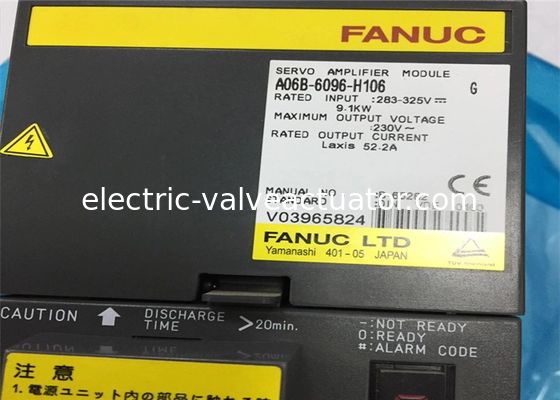 FANUC
SERVO AMPLIFIER MODULE
A06B-6096-H106 G
RATED INPUT :283-325V⎓
9.1kW
MAXIMUM OUTPUT VOLTAGE
:230V~
RATED OUTPUT CURRENT
Laxis 52.2A
MANUAL NO. CE
STANDARD
electric-valveactuator.com
V03965824
FANUC LTD
Yamanashi 401-05 JAPAN
CAUTION DISCHARGE TIME >20min.
-:NOT READY
0:READY
#:ALARM CODE
注意
1.電源ユニット内の部品に触れる